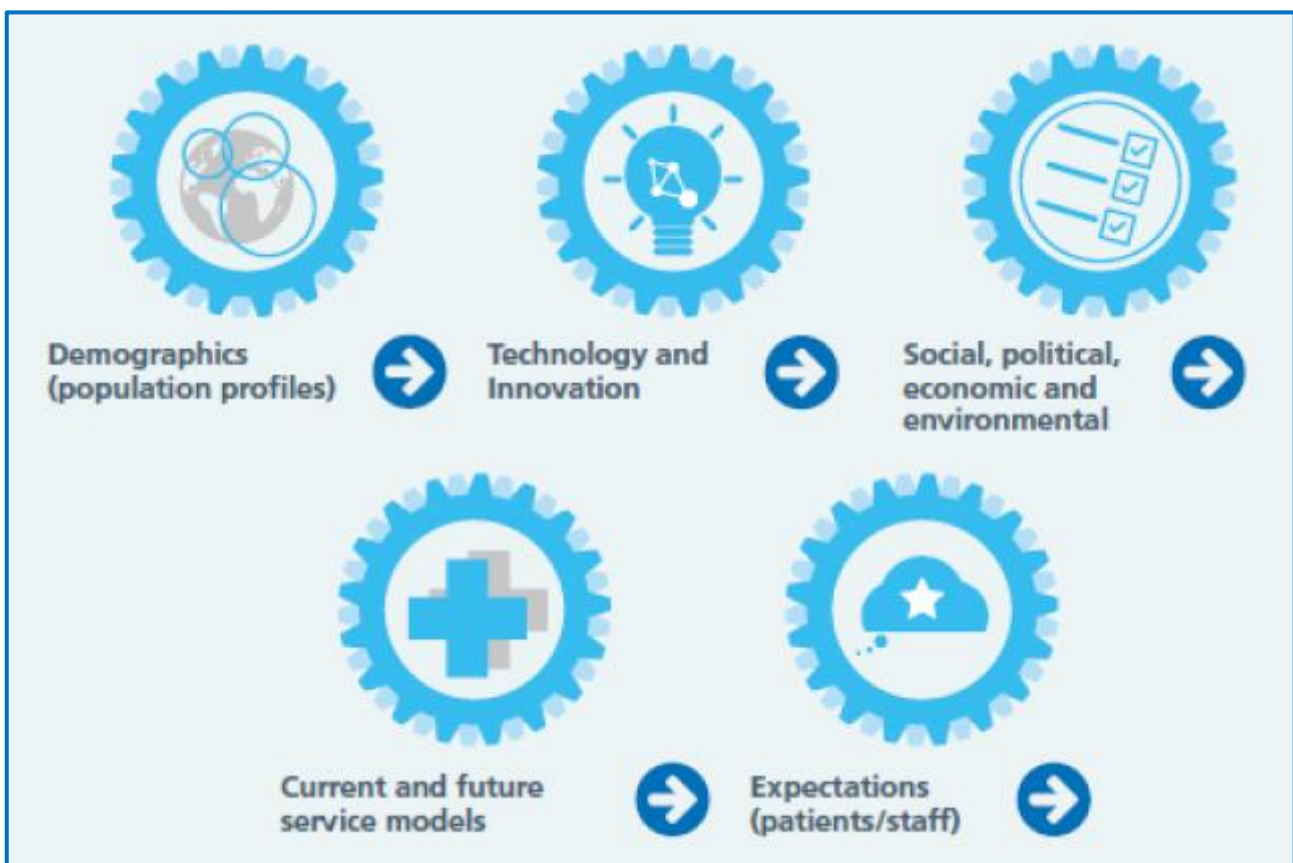 Demographics
(population profiles)
Technology and
Innovation
Social, political,
economic and
environmental
Current and future
service models
Expectations
(patients/staff)